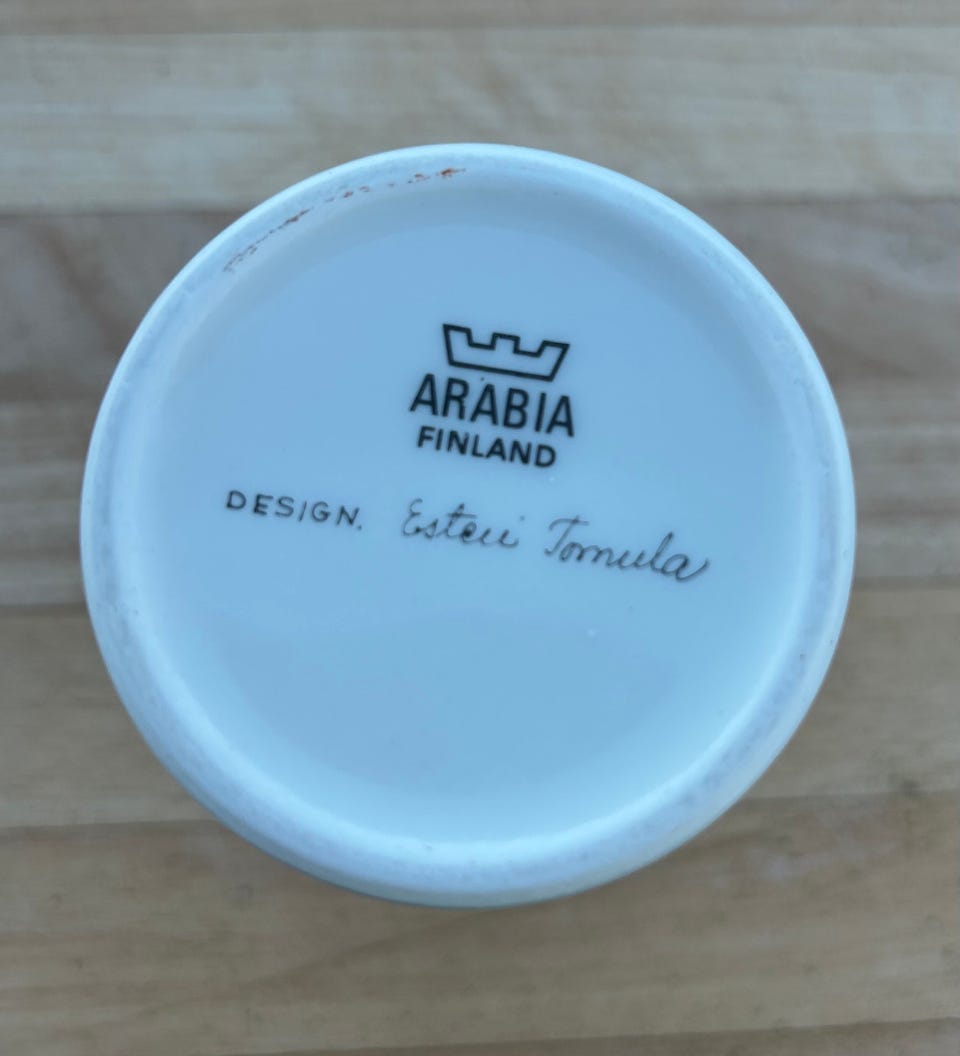 ARABIA
FINLAND
DESIGN. Esteri Tomula